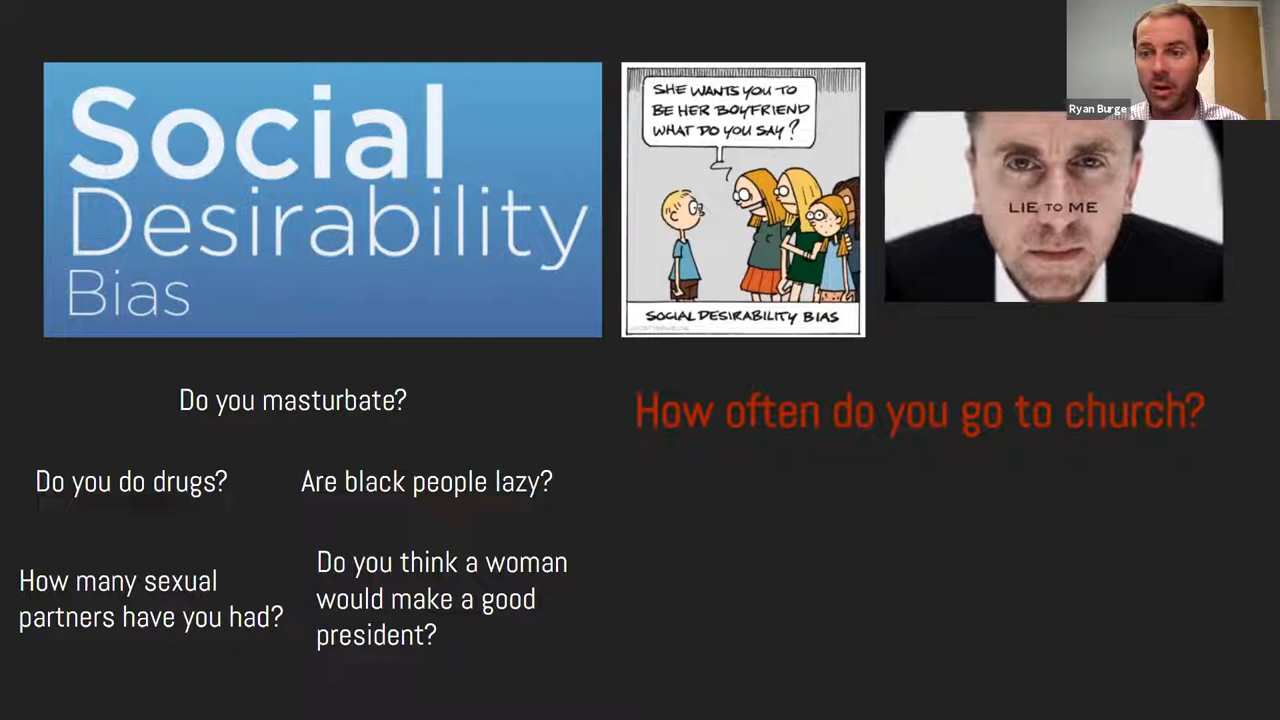 Social
Desirability
Bias
SHE WANTS YOU TO
BE HER BOYFRIEND
WHAT DO YOU SAY?
SOCIAL DESIRABILITY BIAS
Ryan Burge
LIE TO ME
Do you masturbate?
How often do you go to church?
Do you do drugs?
Are black people lazy?
How many sexual
partners have you had?
Do you think a woman
would make a good
president?